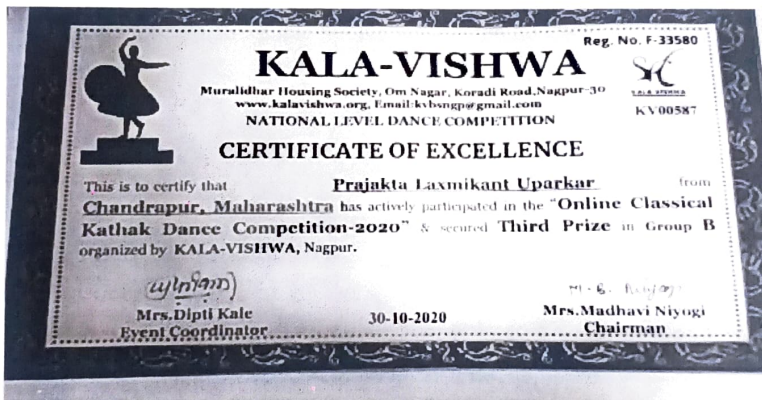 Reg. No. F-33580
KALA-VISHWA
Muralidhar Housing Society, Om Nagar, Koradi Road,Nagpur-30
www.kalavishwa.org, Email:kvbsngp@gmail.com
KALA VISHWA
KV00587
NATIONAL LEVEL DANCE COMPETITION
CERTIFICATE OF EXCELLENCE
This is to certify that Prajakta Laxmikant Uparkar from
Chandrapur, Maharashtra has actively participated in the "Online Classical
Kathak Dance Competition-2020" & secured Third Prize in Group B
organized by KALA-VISHWA, Nagpur.
Mrs.Dipti Kale
Event Coordinator
30-10-2020
Mrs.Madhavi Niyogi
Chairman